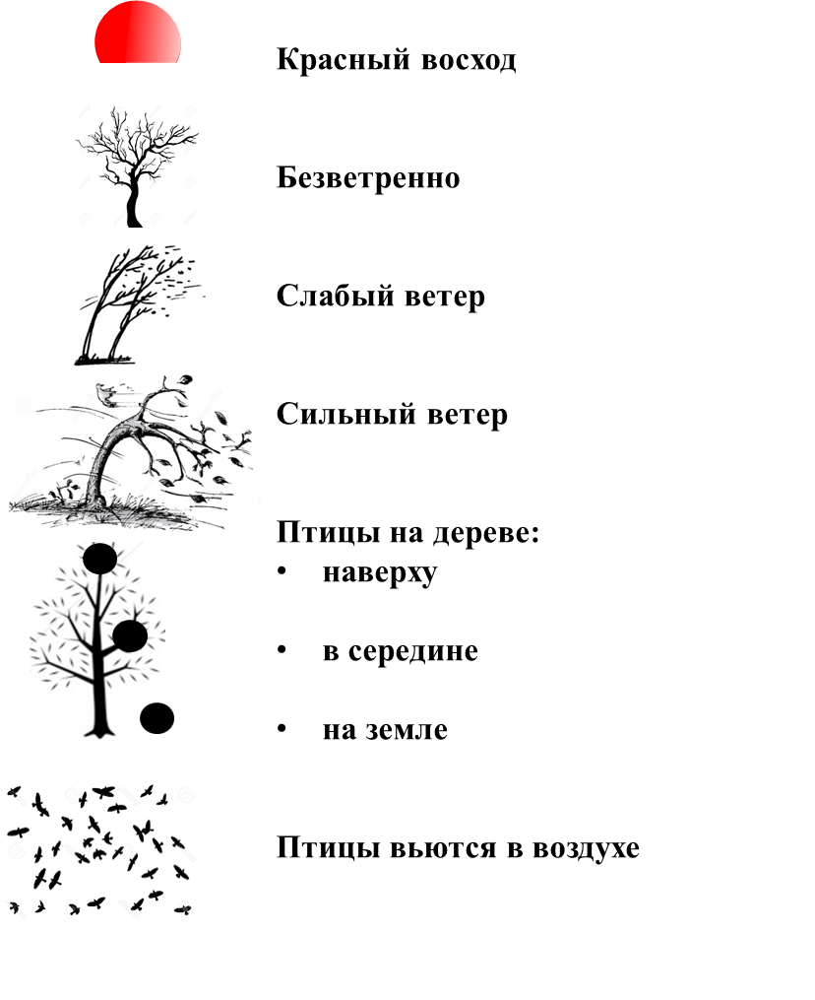 Красный восход
Безветренно
Слабый ветер
Сильный ветер
Птицы на дереве:
• наверху
• в середине
• на земле
Птицы вьются в воздухе